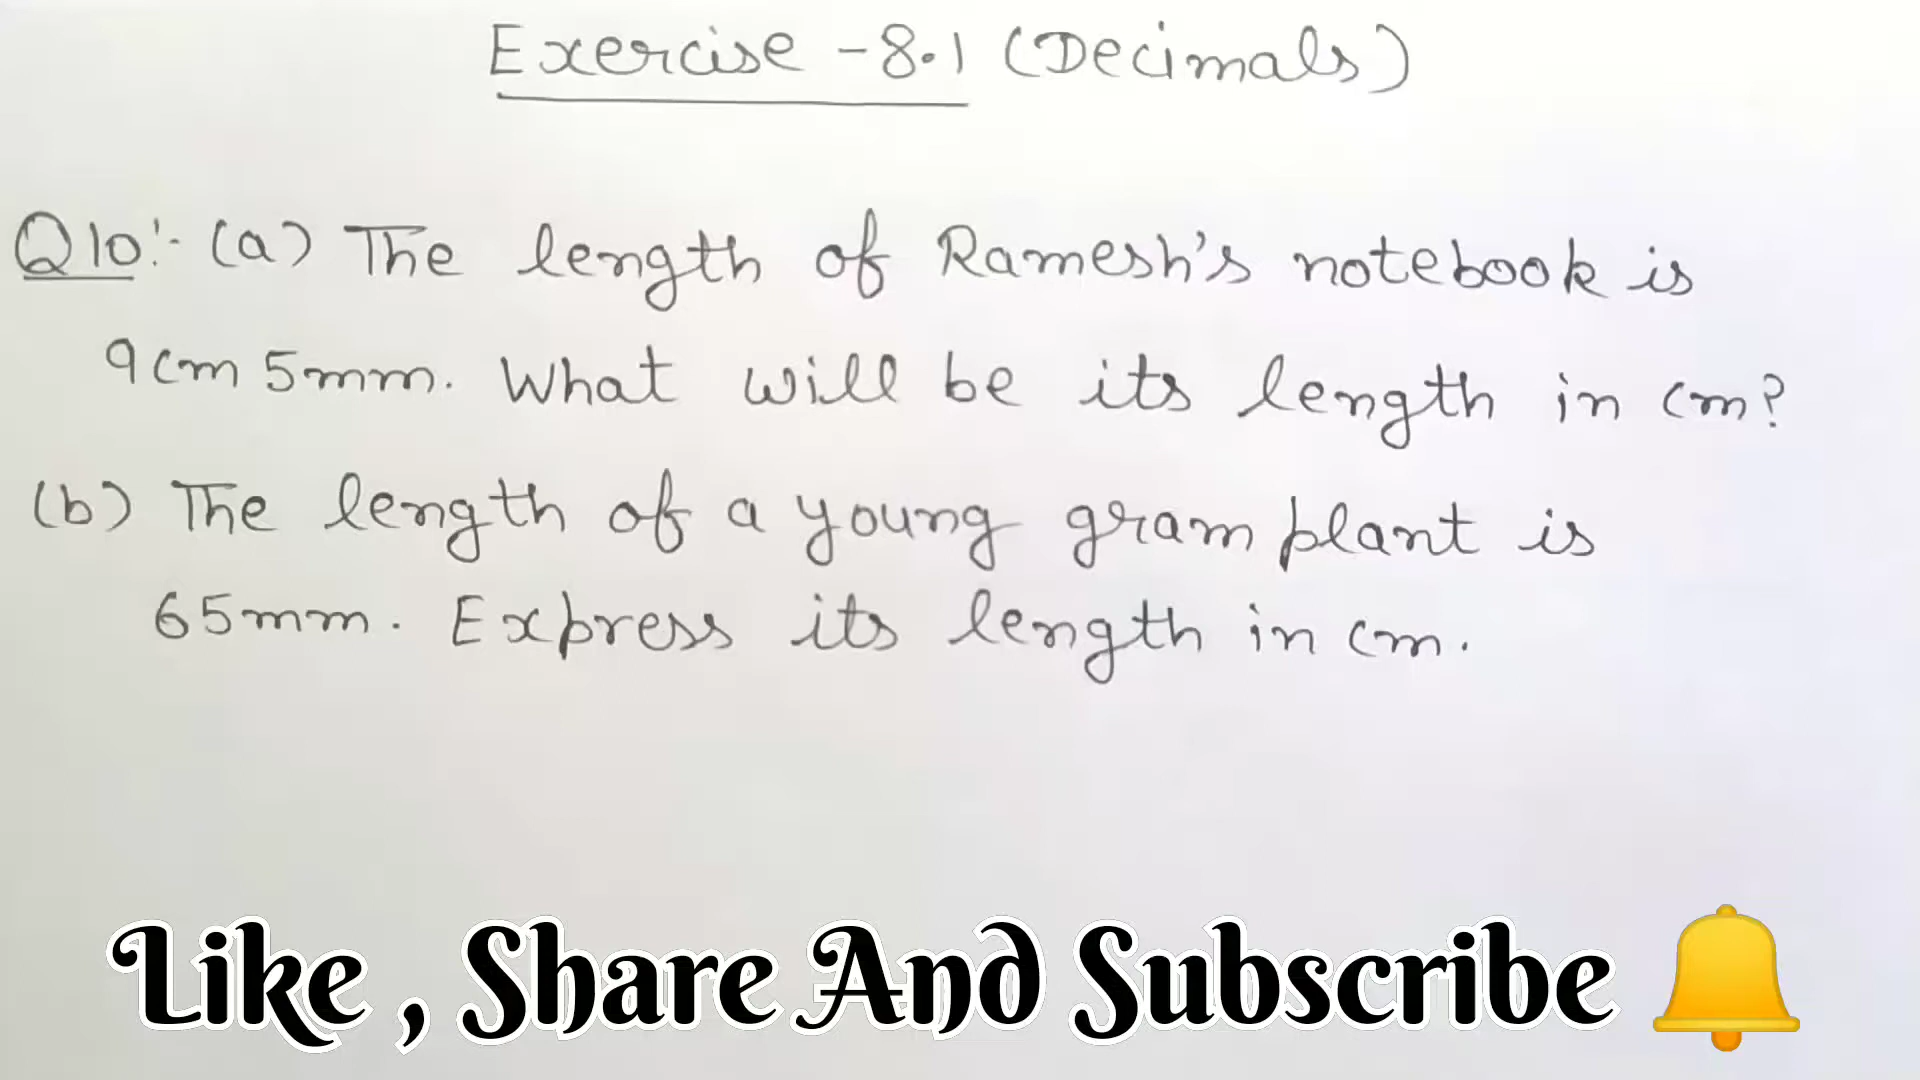 Exercise -8.1 (Decimals)
Q10:- (a) The length of Ramesh's notebook is
9cm 5mm. What will be its length in cm?
(b) The length of a young gram plant is
65mm. Express its length in cm.
Like , Share And Subscribe